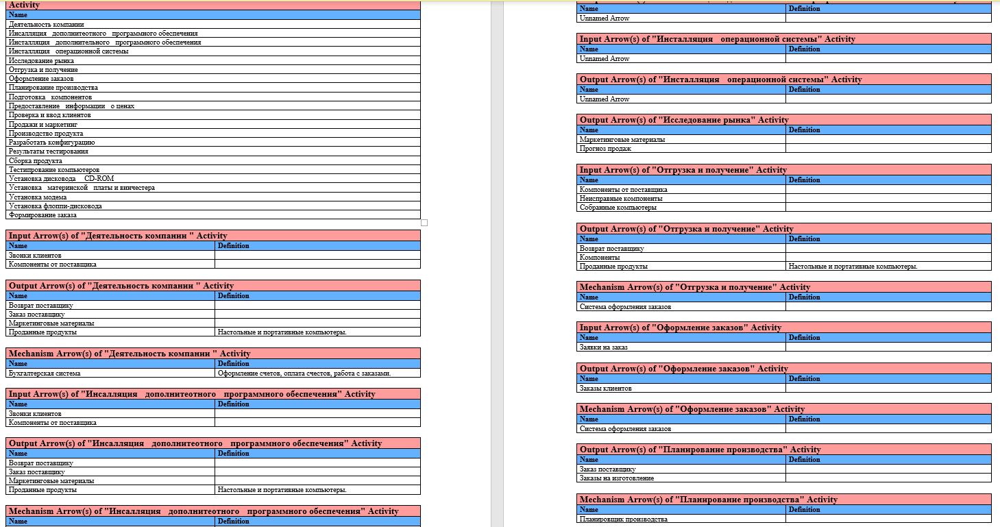 Activity
Name
Деятельность компании
Инсалляция дополнитеотного программного обеспечения
Инсталляция дополнительного программного обеспечения
Инсталляция операционной системы
Исследование рынка
Отгрузка и получение
Оформление заказов
Планирование производства
Подготовка компонентов
Предоставление информации о ценах
Проверка и ввод клиентов
Продажи и маркетинг
Производство продукта
Разработать конфигурацию
Результаты тестирования
Сборка продукта
Тестипрование компьютеров
Установка дисковода CD-ROM
Установка материнской платы и винчестера
Установка модема
Установка флоппи-дисковода
Формирование заказа
Input Arrow(s) of "Деятельность компании " Activity
Name Definition
Звонки клиентов
Компоненты от поставщика
Output Arrow(s) of "Деятельность компании " Activity
Name Definition
Возврат поставщику
Заказ поставщику
Маркетинговые материалы
Проданные продукты Настольные и портативные компьютеры.
Mechanism Arrow(s) of "Деятельность компании " Activity
Name Definition
Бухгалтерская система Оформление счетов, оплата счестов, работа с заказами.
Input Arrow(s) of "Инсалляция дополнитеотного программного обеспечения" Activity
Name Definition
Звонки клиентов
Компоненты от поставщика
Output Arrow(s) of "Инсалляция дополнитеотного программного обеспечения" Activity
Name Definition
Возврат поставщику
Заказ поставщику
Маркетинговые материалы
Проданные продукты Настольные и портативные компьютеры.
Mechanism Arrow(s) of "Инсалляция дополнитеотного программного обеспечения" Activity
Name Definition
Name Definition
Unnamed Arrow
Input Arrow(s) of "Инсталляция операционной системы" Activity
Name Definition
Unnamed Arrow
Output Arrow(s) of "Инсталляция операционной системы" Activity
Name Definition
Unnamed Arrow
Output Arrow(s) of "Исследование рынка" Activity
Name Definition
Маркетинговые материалы
Прогноз продаж
Input Arrow(s) of "Отгрузка и получение" Activity
Name Definition
Компоненты от поставщика
Неисправные компоненты
Собранные компьютеры
Output Arrow(s) of "Отгрузка и получение" Activity
Name Definition
Возврат поставщику
Компоненты
Проданные продукты Настольные и портативные компьютеры.
Mechanism Arrow(s) of "Отгрузка и получение" Activity
Name Definition
Система оформления заказов
Input Arrow(s) of "Оформление заказов" Activity
Name Definition
Заявки на заказ
Output Arrow(s) of "Оформление заказов" Activity
Name Definition
Заказы клиентов
Mechanism Arrow(s) of "Оформление заказов" Activity
Name Definition
Система оформления заказов
Output Arrow(s) of "Планирование производства" Activity
Name Definition
Заказ поставщику
Заказы на изготовление
Mechanism Arrow(s) of "Планирование производства" Activity
Name Definition
Планировщик производства